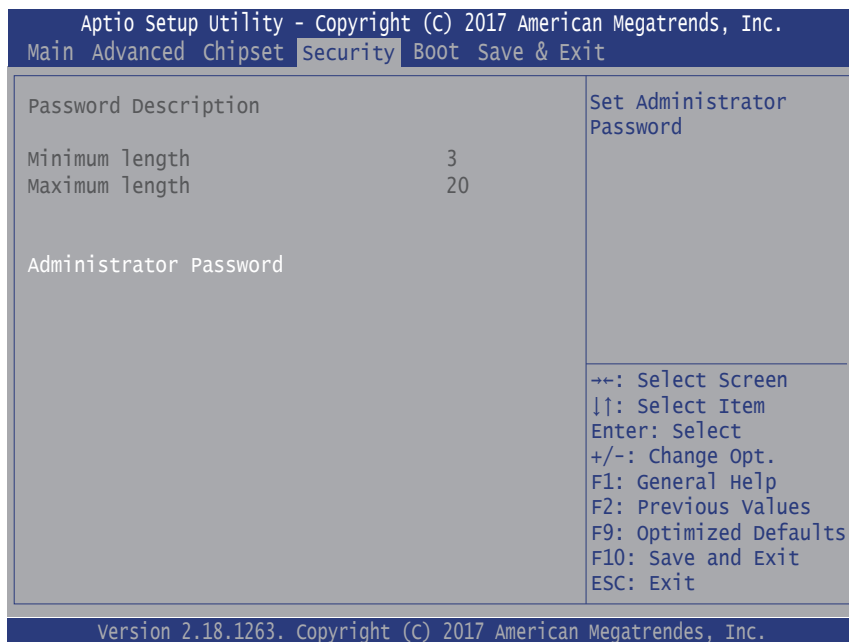 Aptio Setup Utility - Copyright (C) 2017 American Megatrends, Inc.
Main Advanced Chipset Security Boot Save & Exit
Password Description
Minimum length 3
Maximum length 20
Administrator Password
Set Administrator
Password
→←: Select Screen
↓↑: Select Item
Enter: Select
+/-: Change Opt.
F1: General Help
F2: Previous Values
F9: Optimized Defaults
F10: Save and Exit
ESC: Exit
Version 2.18.1263. Copyright (C) 2017 American Megatrendes, Inc.